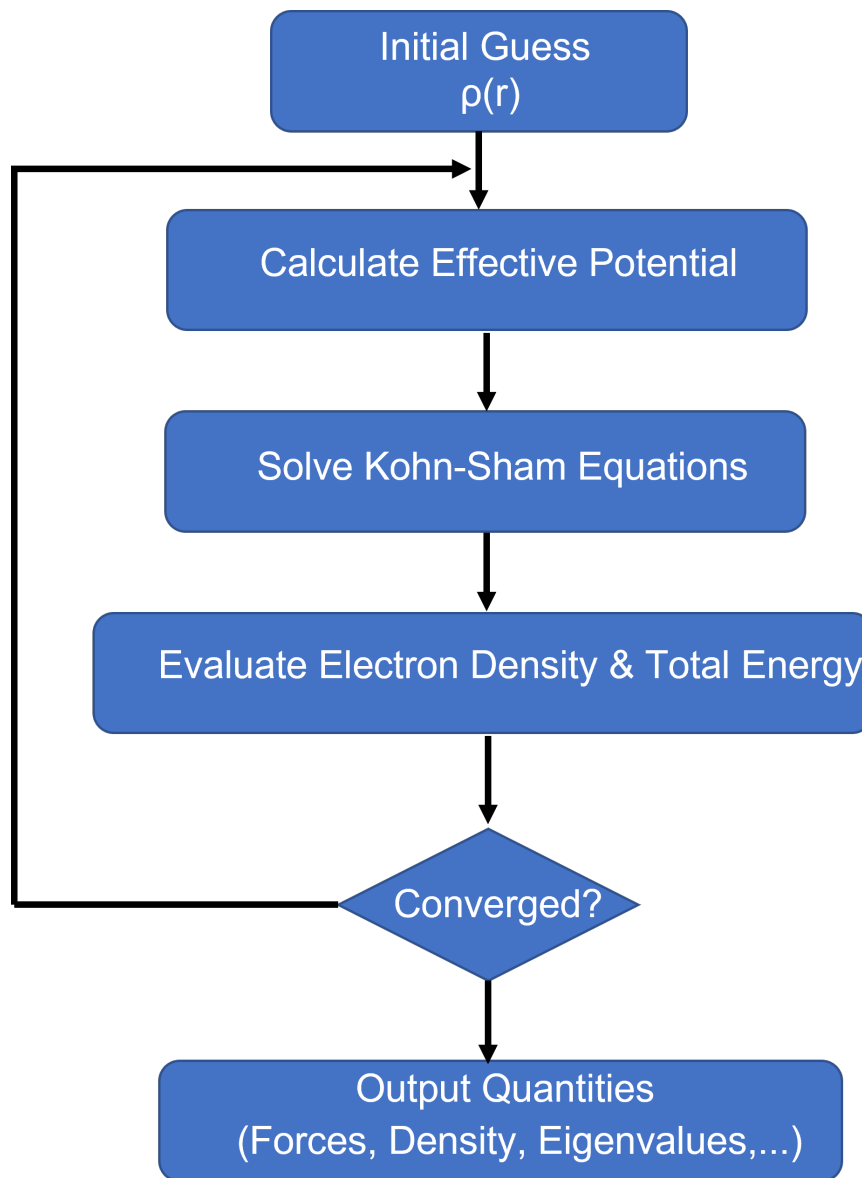 Initial Guess
ρ(r)
Calculate Effective Potential
Solve Kohn-Sham Equations
Evaluate Electron Density & Total Energy
Converged?
Output Quantities
(Forces, Density, Eigenvalues,...)